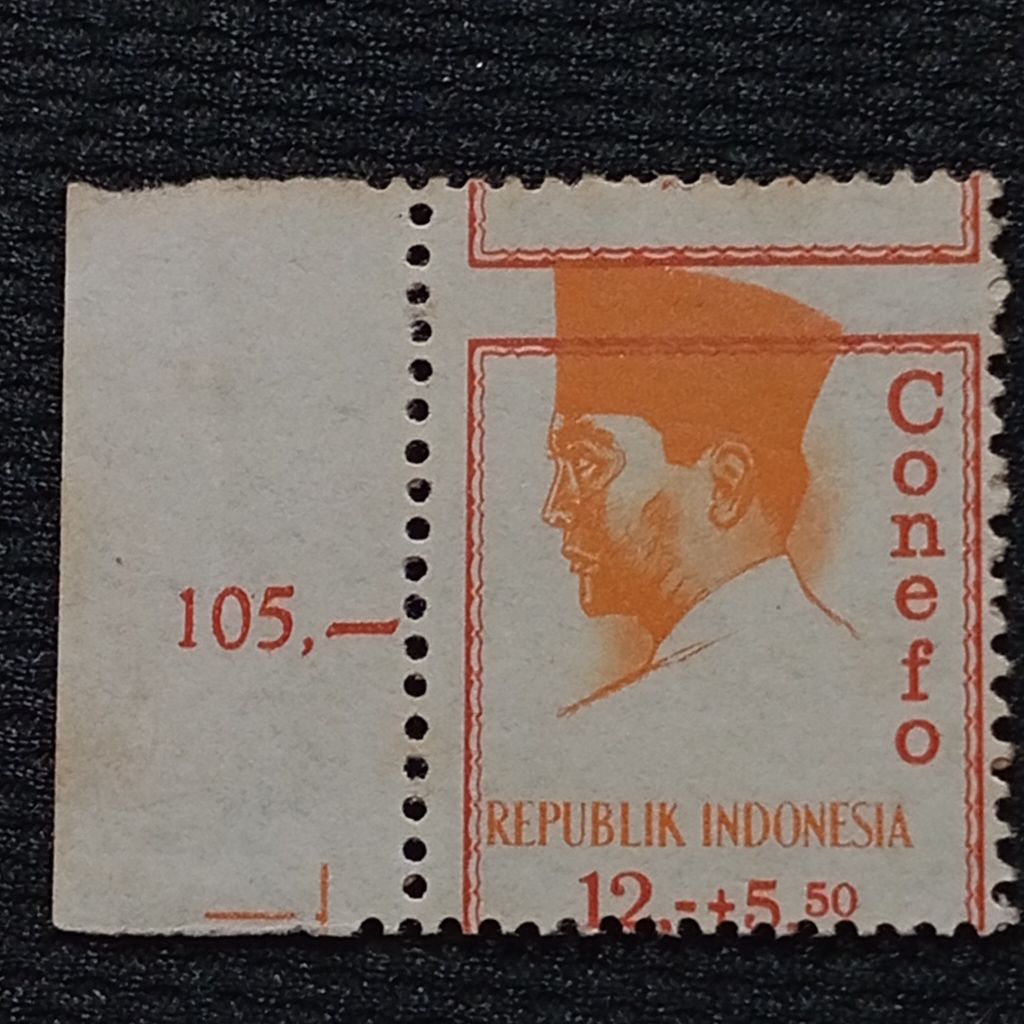 Conefo
105,—
REPUBLIK INDONESIA
12,-+5,50